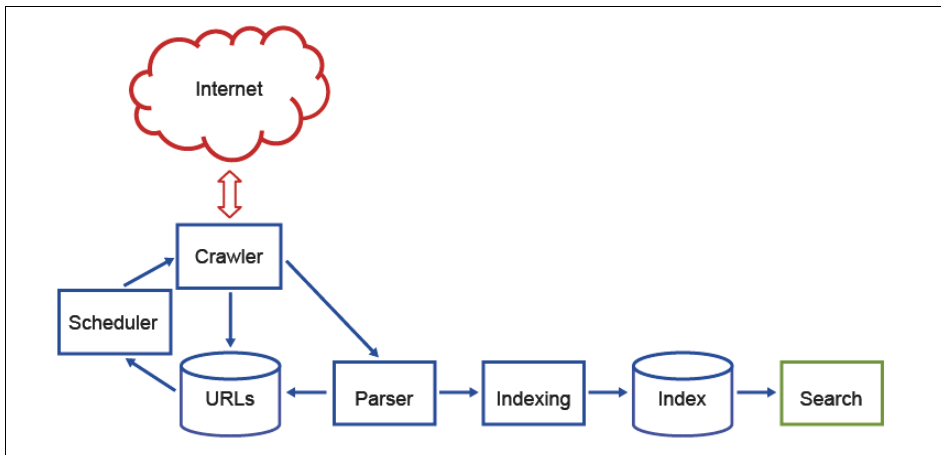 Internet
Crawler
Scheduler
URLs
Parser
Indexing
Index
Search